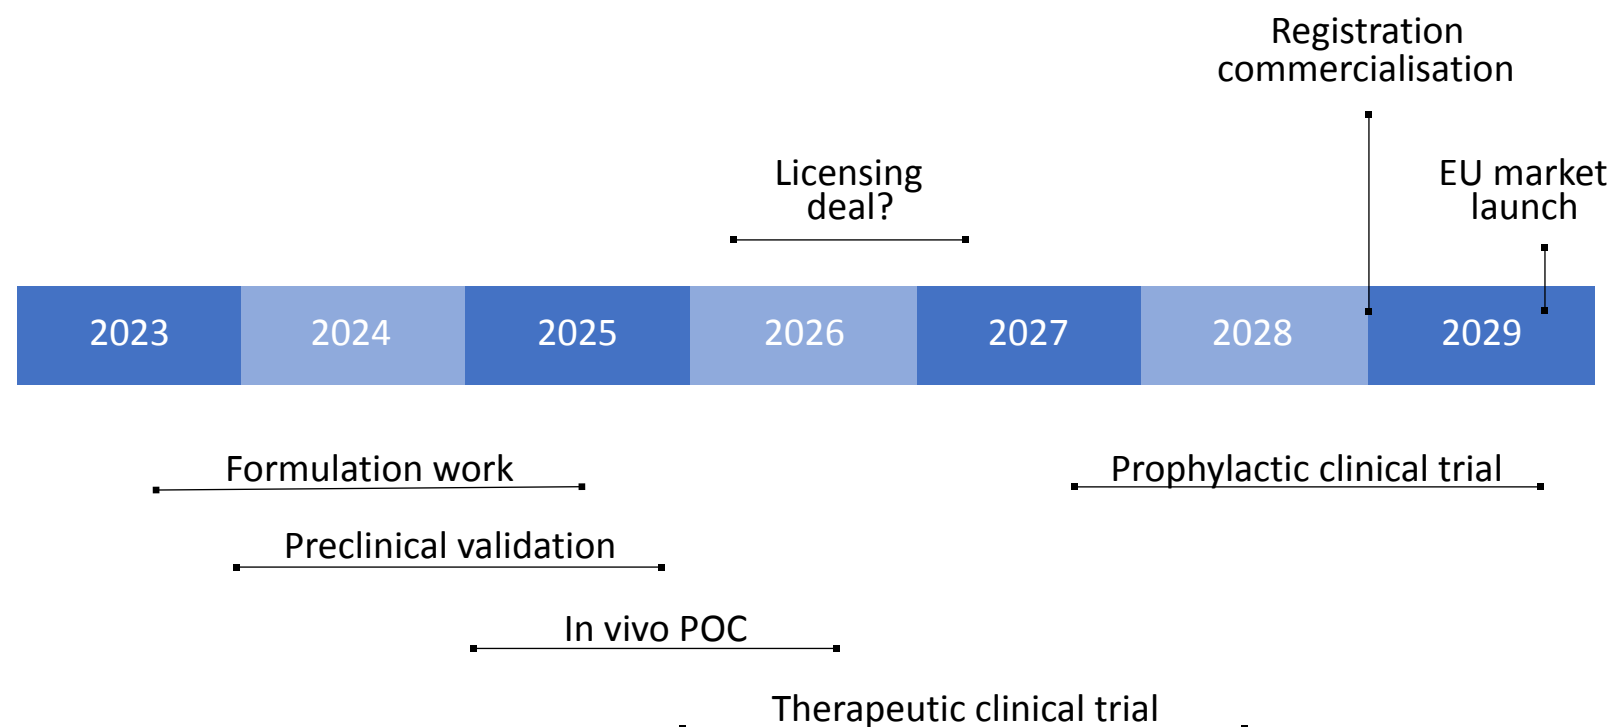 Registration
commercialisation
Licensing
deal?
EU market
launch
2023
2024
2025
2026
2027
2028
2029
Formulation work
Prophylactic clinical trial
Preclinical validation
In vivo POC
Therapeutic clinical trial